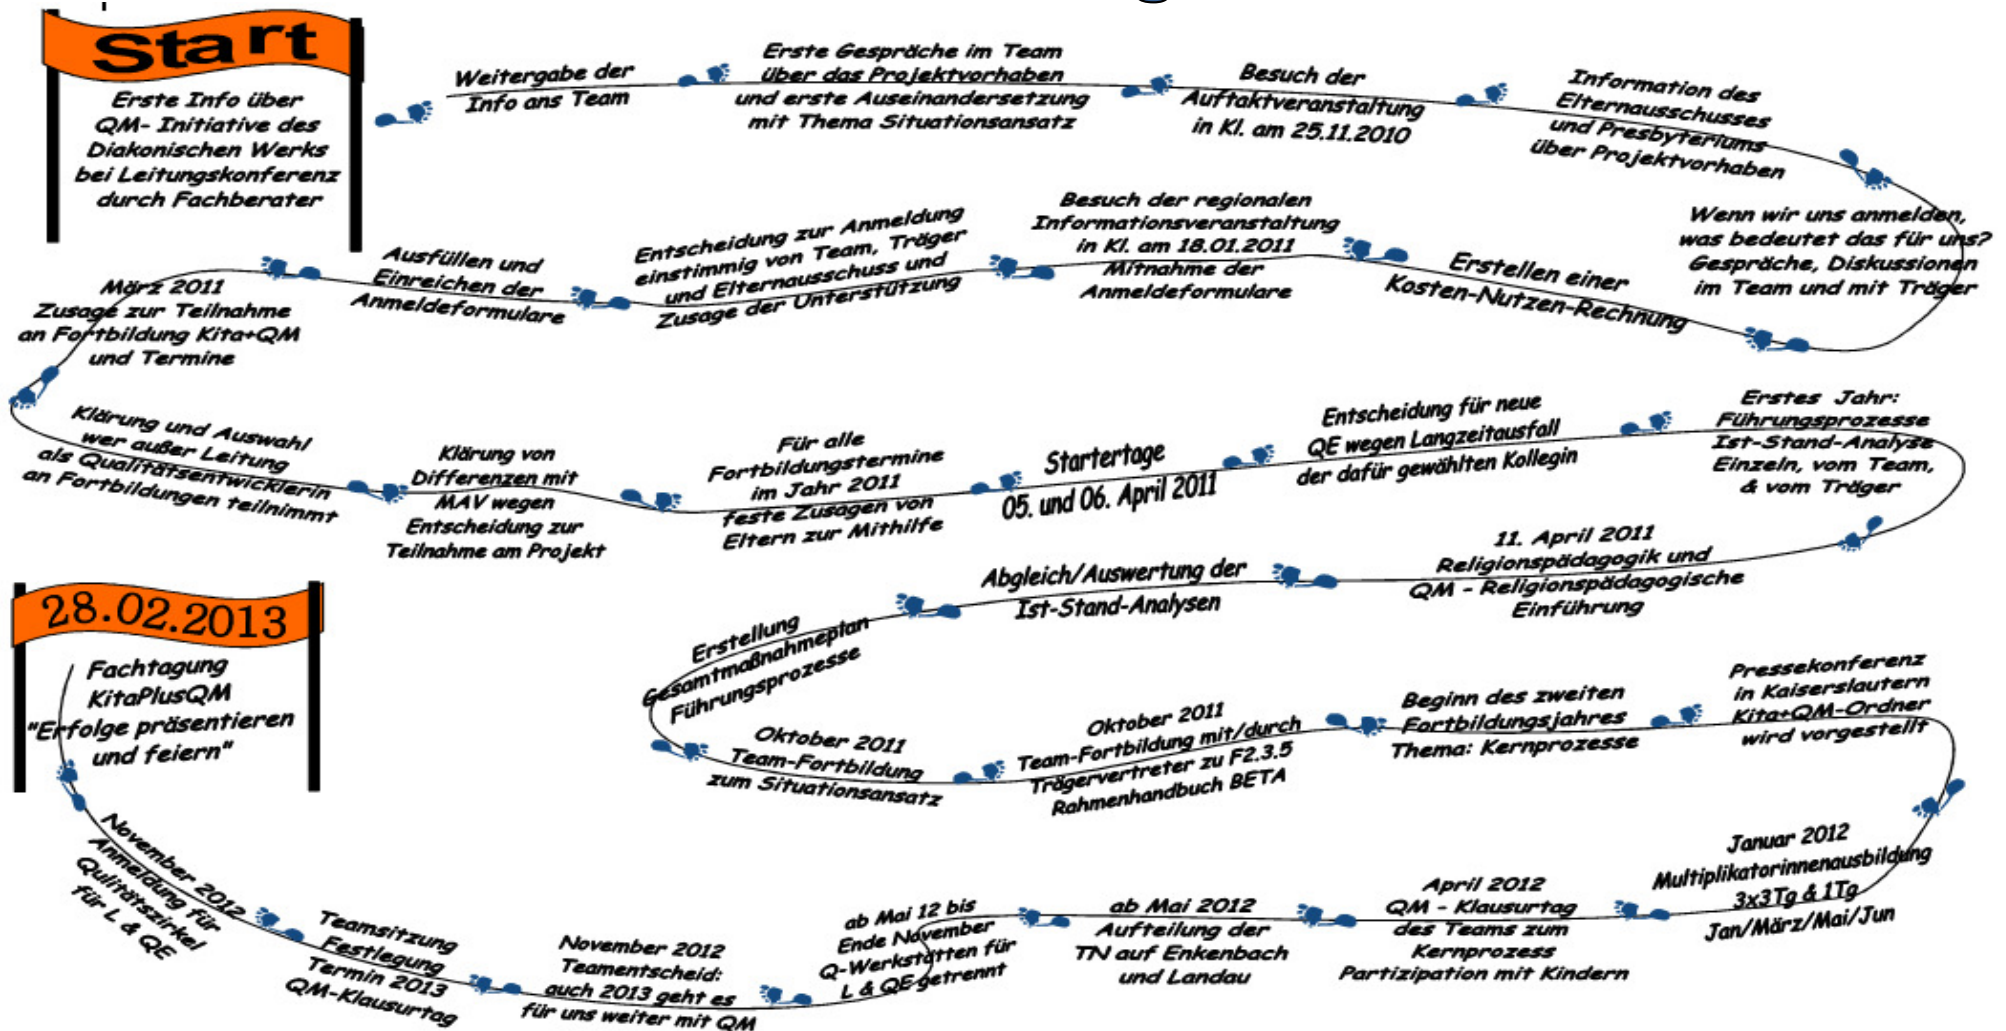 Start
Erste Info über
QM- Initiative des
Diakonischen Werks
bei Leitungskonferenz
durch Fachberater
Weitergabe der
Info ans Team
Erste Gespräche im Team
über das Projektvorhaben
und erste Auseinandersetzung
mit Thema Situationsansatz
Besuch der
Auftaktveranstaltung
in Kl. am 25.11.2010
Information des
Elternausschusses
und Presbyteriums
über Projektvorhaben
Wenn wir uns anmelden,
was bedeutet das für uns?
Gespräche, Diskussionen
im Team und mit Träger
Erstellen einer
Kosten-Nutzen-Rechnung
Besuch der regionalen
Informationsveranstaltung
in Kl. am 18.01.2011
Mitnahme der
Anmeldeformulare
Entscheidung zur Anmeldung
einstimmig von Team, Träger
und Elternausschuss und
Zusage der Unterstützung
Ausfüllen und
Einreichen der
Anmeldeformulare
März 2011
Zusage zur Teilnahme
an Fortbildung Kita+QM
und Termine
Klärung und Auswahl
wer außer Leitung
als Qualitätsentwicklerin
an Fortbildungen teilnimmt
Klärung von
Differenzen mit
MAV wegen
Entscheidung zur
Teilnahme am Projekt
Für alle
Fortbildungstermine
im Jahr 2011
feste Zusagen von
Eltern zur Mithilfe
Startertage
05. und 06. April 2011
Entscheidung für neue
QE wegen Langzeitausfall
der dafür gewählten Kollegin
Erstes Jahr:
Führungsprozesse
Ist-Stand-Analyse
Einzeln, vom Team,
& vom Träger
11. April 2011
Religionspädagogik und
QM - Religionspädagogische
Einführung
Abgleich/Auswertung der
Ist-Stand-Analysen
Erstellung
Gesamtmaßnahmeplan
Führungsprozesse
Oktober 2011
Team-Fortbildung
zum Situationsansatz
Oktober 2011
Team-Fortbildung mit/durch
Trägervertreter zu F2.3.5
Rahmenhandbuch BETA
Beginn des zweiten
Fortbildungsjahres
Thema: Kernprozesse
Pressekonferenz
in Kaiserslautern
Kita+QM-Ordner
wird vorgestellt
Januar 2012
Multiplikatorinnenausbildung
3x3Tg & 1Tg
Jan/März/Mai/Jun
April 2012
QM - Klausurtag
des Teams zum
Kernprozess
Partizipation mit Kindern
ab Mai 2012
Aufteilung der
TN auf Enkenbach
und Landau
ab Mai 12 bis
Ende November
Q-Werkstätten für
L & QE getrennt
November 2012
Teamentscheid:
auch 2013 geht es
für uns weiter mit QM
Teamsitzung
Festlegung
Termin 2013
QM-Klausurtag
November 2012
Anmeldung für
Qulitätszirkel
für L & QE
28.02.2013
Fachtagung
KitaPlusQM
"Erfolge präsentieren
und feiern"